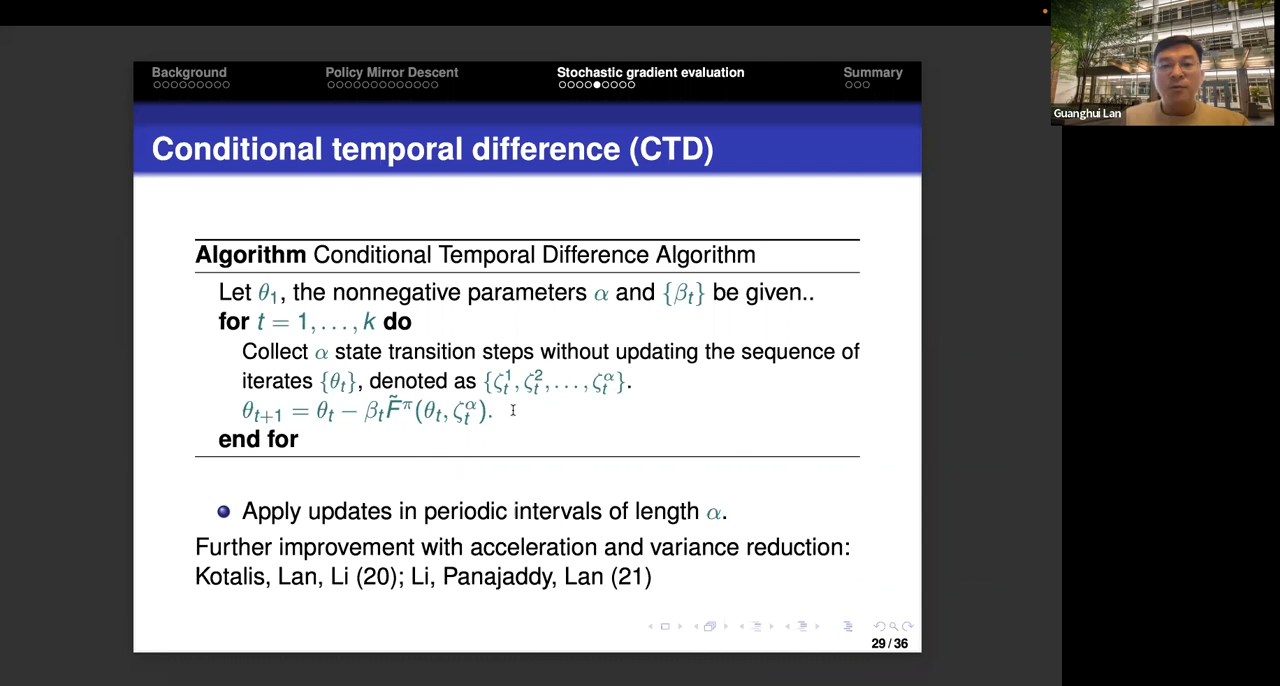 Guanghui Lan
Background Policy Mirror Descent Stochastic gradient evaluation Summary
Conditional temporal difference (CTD)
Algorithm Conditional Temporal Difference Algorithm
Let θ₁, the nonnegative parameters α and {βₜ} be given..
for t = 1, . . . , k do
Collect α state transition steps without updating the sequence of
iterates {θₜ}, denoted as {ζₜ¹, ζₜ², . . . , ζₜᵅ}.
θₜ₊₁ = θₜ − βₜF̃^π(θₜ, ζₜᵅ).
end for
Apply updates in periodic intervals of length α.
Further improvement with acceleration and variance reduction:
Kotalis, Lan, Li (20); Li, Panajaddy, Lan (21)
29 / 36